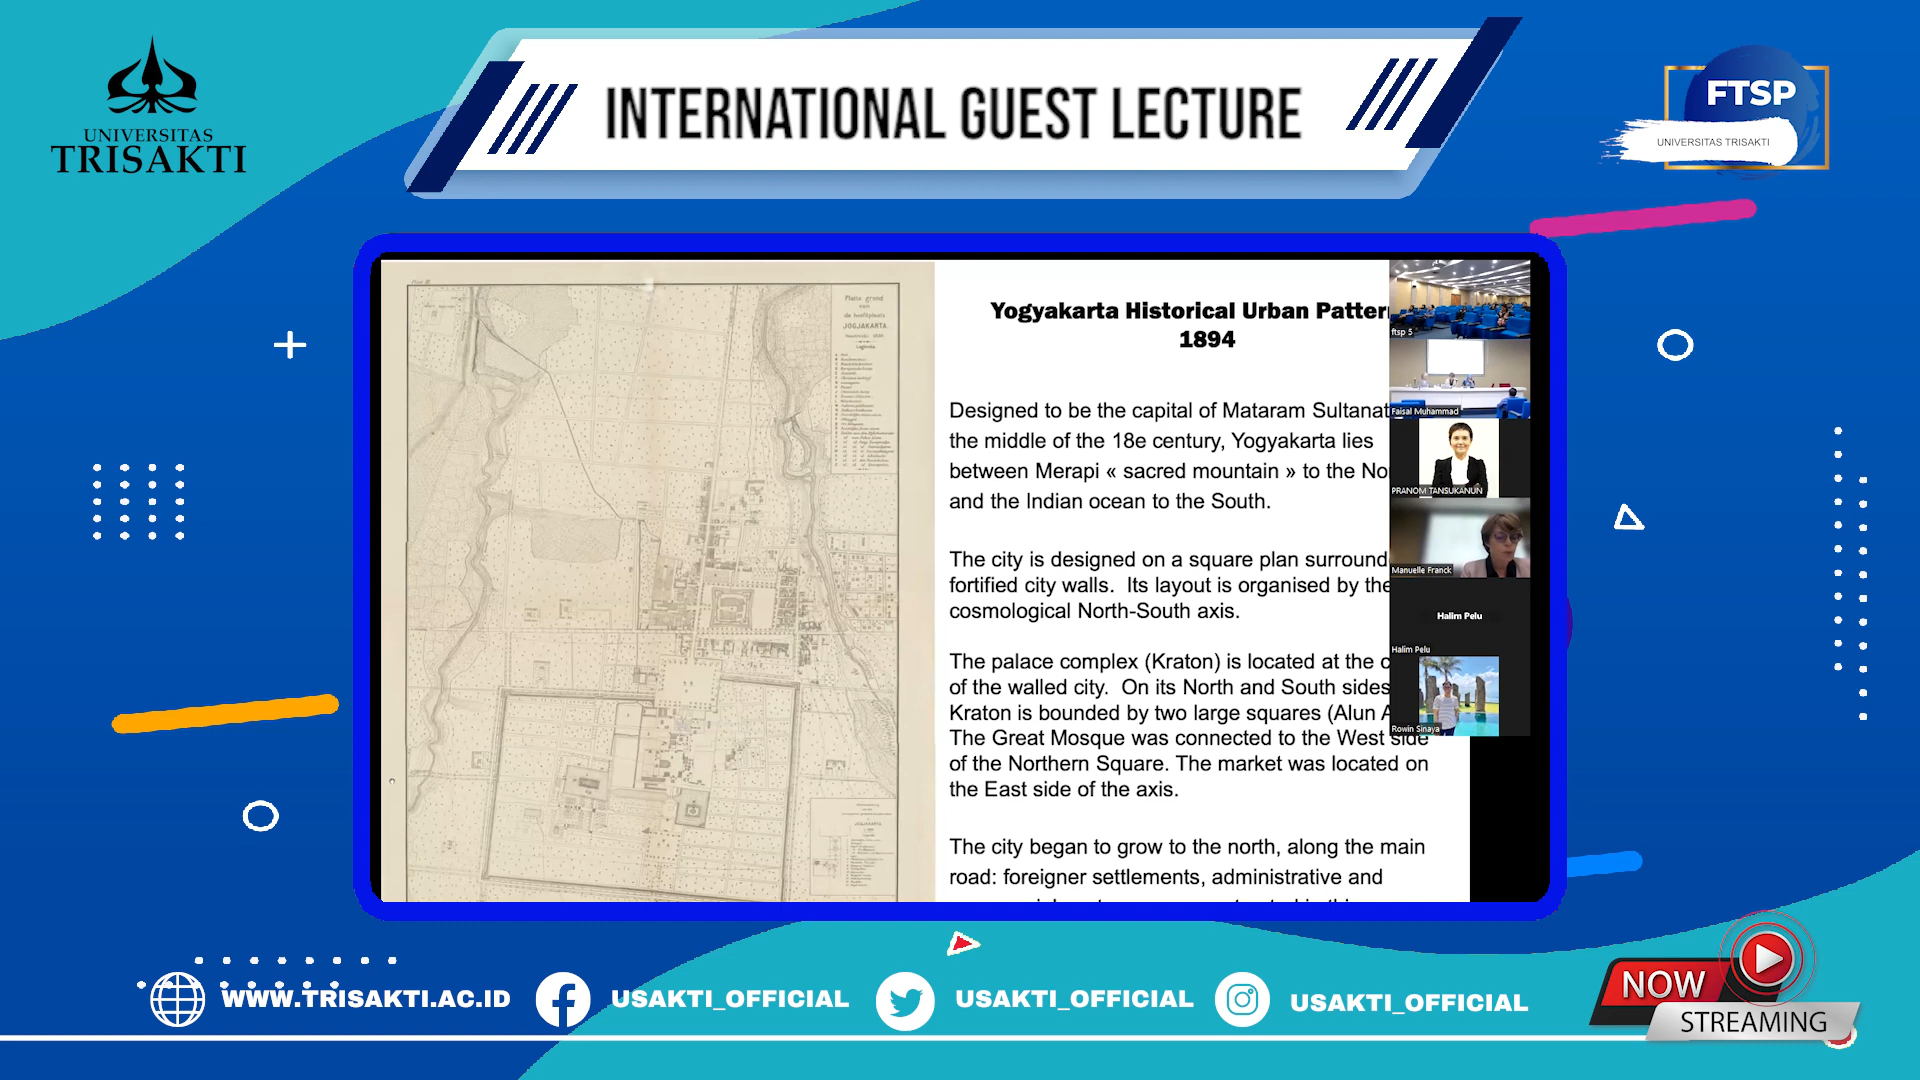 UNIVERSITAS
TRISAKTI
INTERNATIONAL GUEST LECTURE
FTSP
UNIVERSITAS TRISAKTI
Platte grond
van
de hoofdplaats
JOGJAKARTA
Yogyakarta Historical Urban Patter
1894
Designed to be the capital of Mataram Sultanat
the middle of the 18e century, Yogyakarta lies
between Merapi « sacred mountain » to the No
and the Indian ocean to the South.
The city is designed on a square plan surround
fortified city walls. Its layout is organised by the
cosmological North-South axis.
The palace complex (Kraton) is located at the c
of the walled city. On its North and South sides
Kraton is bounded by two large squares (Alun A
The Great Mosque was connected to the West side
of the Northern Square. The market was located on
the East side of the axis.
The city began to grow to the north, along the main
road: foreigner settlements, administrative and
ftsp 5
Faisal Muhammad
PRANOM TANSUKANUN
Manuelle Franck
Halim Pelu
Halim Pelu
Rowin Sinaya
WWW.TRISAKTI.AC.ID
USAKTI_OFFICIAL
USAKTI_OFFICIAL
USAKTI_OFFICIAL
NOW
STREAMING